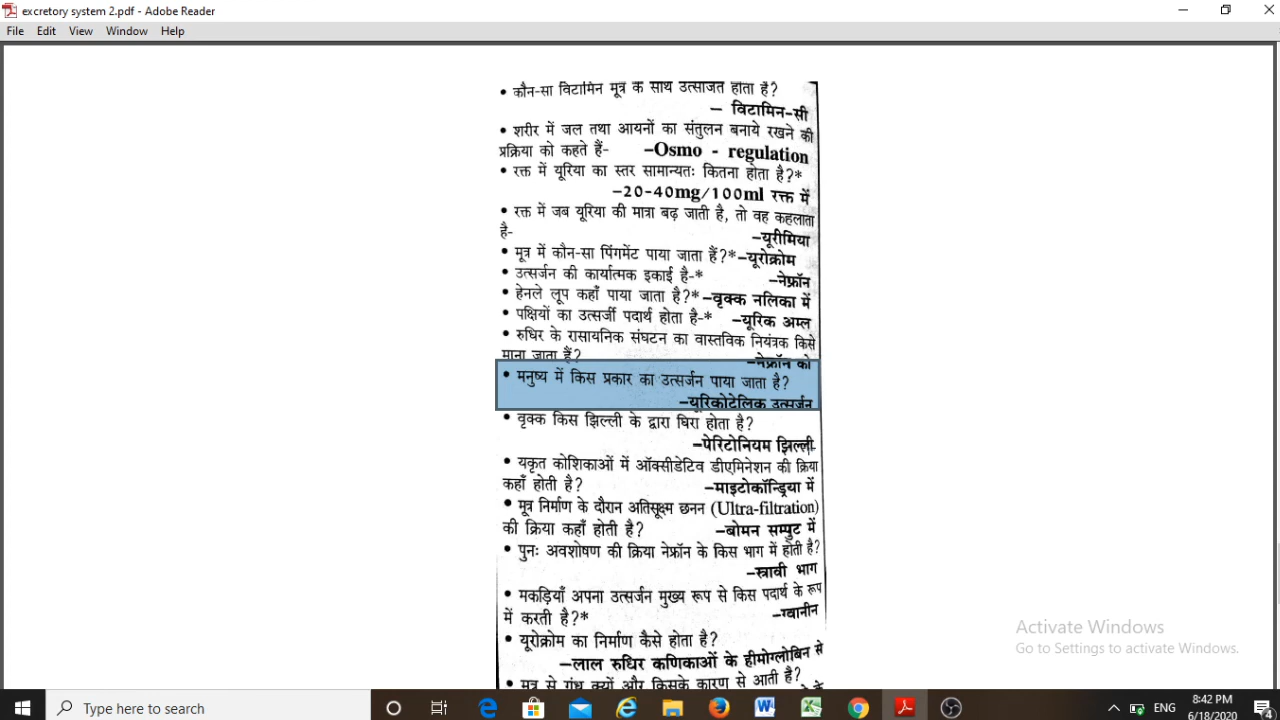 excretory system 2.pdf - Adobe Reader
File Edit View Window Help
• कौन-सा विटामिन मूत्र के साथ उत्सर्जित होता है?
– विटामिन-सी
• शरीर में जल तथा आयनों का संतुलन बनाये रखने की
प्रक्रिया को कहते हैं- –Osmo - regulation
• रक्त में यूरिया का स्तर सामान्यतः कितना होता है?*
–20-40mg/100ml रक्त में
• रक्त में जब यूरिया की मात्रा बढ़ जाती है, तो वह कहलाता
है- –यूरीमिया
• मूत्र में कौन-सा पिंगमेंट पाया जाता हैं?* –यूरोक्रोम
• उत्सर्जन की कार्यात्मक इकाई है-* –नेफ्रॉन
• हेनले लूप कहाँ पाया जाता है?* –वृक्क नलिका में
• पक्षियों का उत्सर्जी पदार्थ होता है-* –यूरिक अम्ल
• रुधिर के रासायनिक संघटन का वास्तविक नियंत्रक किसे
माना जाता हैं? –नेफ्रॉन को
• मनुष्य में किस प्रकार का उत्सर्जन पाया जाता है?
–यूरिकोटेलिक उत्सर्जन
• वृक्क किस झिल्ली के द्वारा घिरा होता है?
–पेरिटोनियम झिल्ली
• यकृत कोशिकाओं में ऑक्सीडेटिव डीएमिनेशन की क्रिया
कहाँ होती है? –माइटोकॉन्ड्रिया में
• मूत्र निर्माण के दौरान अतिसूक्ष्म छनन (Ultra-filtration)
की क्रिया कहाँ होती है? –बोमन सम्पुट में
• पुनः अवशोषण की क्रिया नेफ्रॉन के किस भाग में होती है?
–स्त्रावी भाग
• मकड़ियाँ अपना उत्सर्जन मुख्य रूप से किस पदार्थ के रूप
में करती है?* –ग्वानीन
• यूरोक्रोम का निर्माण कैसे होता है?
–लाल रुधिर कणिकाओं के हीमोग्लोबिन से
• मूत्र से गंध क्यों और किसके कारण से आती है?
Activate Windows
Go to Settings to activate Windows.
Type here to search
ENG
8:42 PM
6/18/2020
4